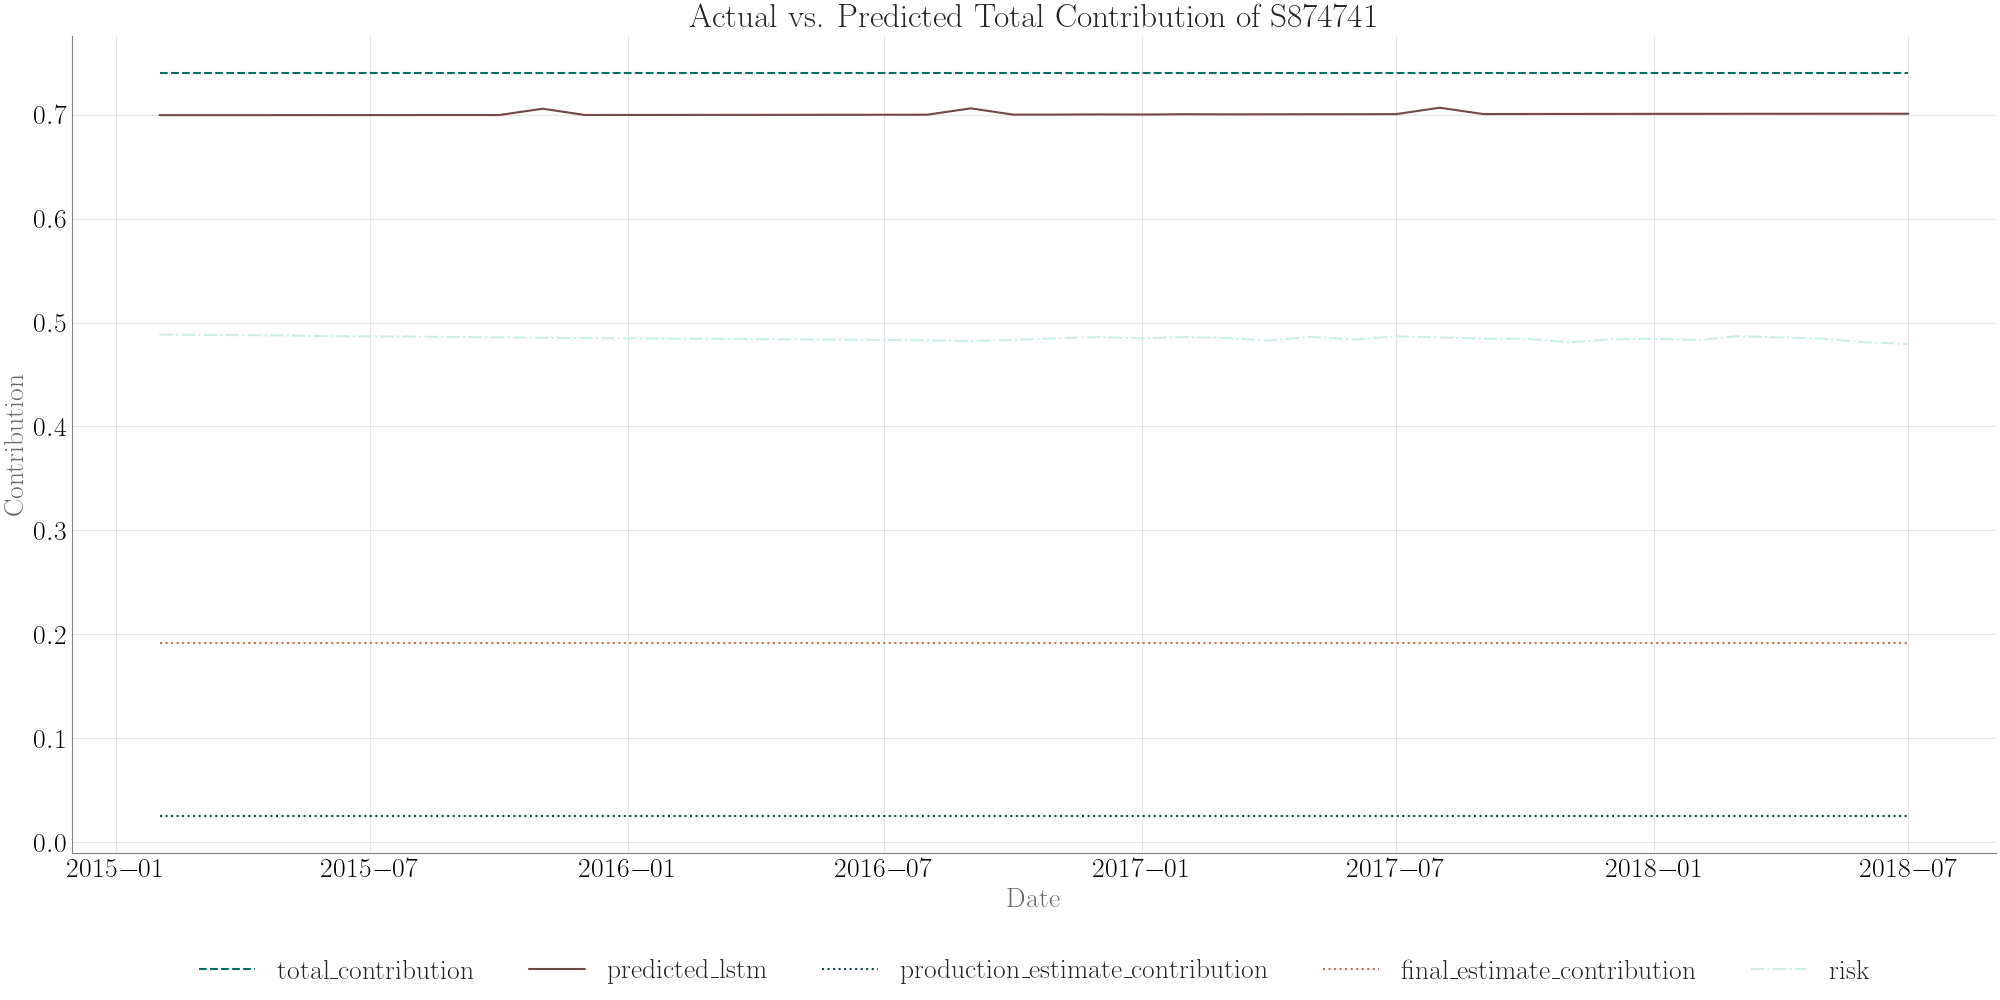 Actual vs. Predicted Total Contribution of S874741
Contribution
0.7
0.6
0.5
0.4
0.3
0.2
0.1
0.0
2015–01 2015–07 2016–01 2016–07 2017–01 2017–07 2018–01 2018–07
Date
total_contribution predicted_lstm production_estimate_contribution final_estimate_contribution risk